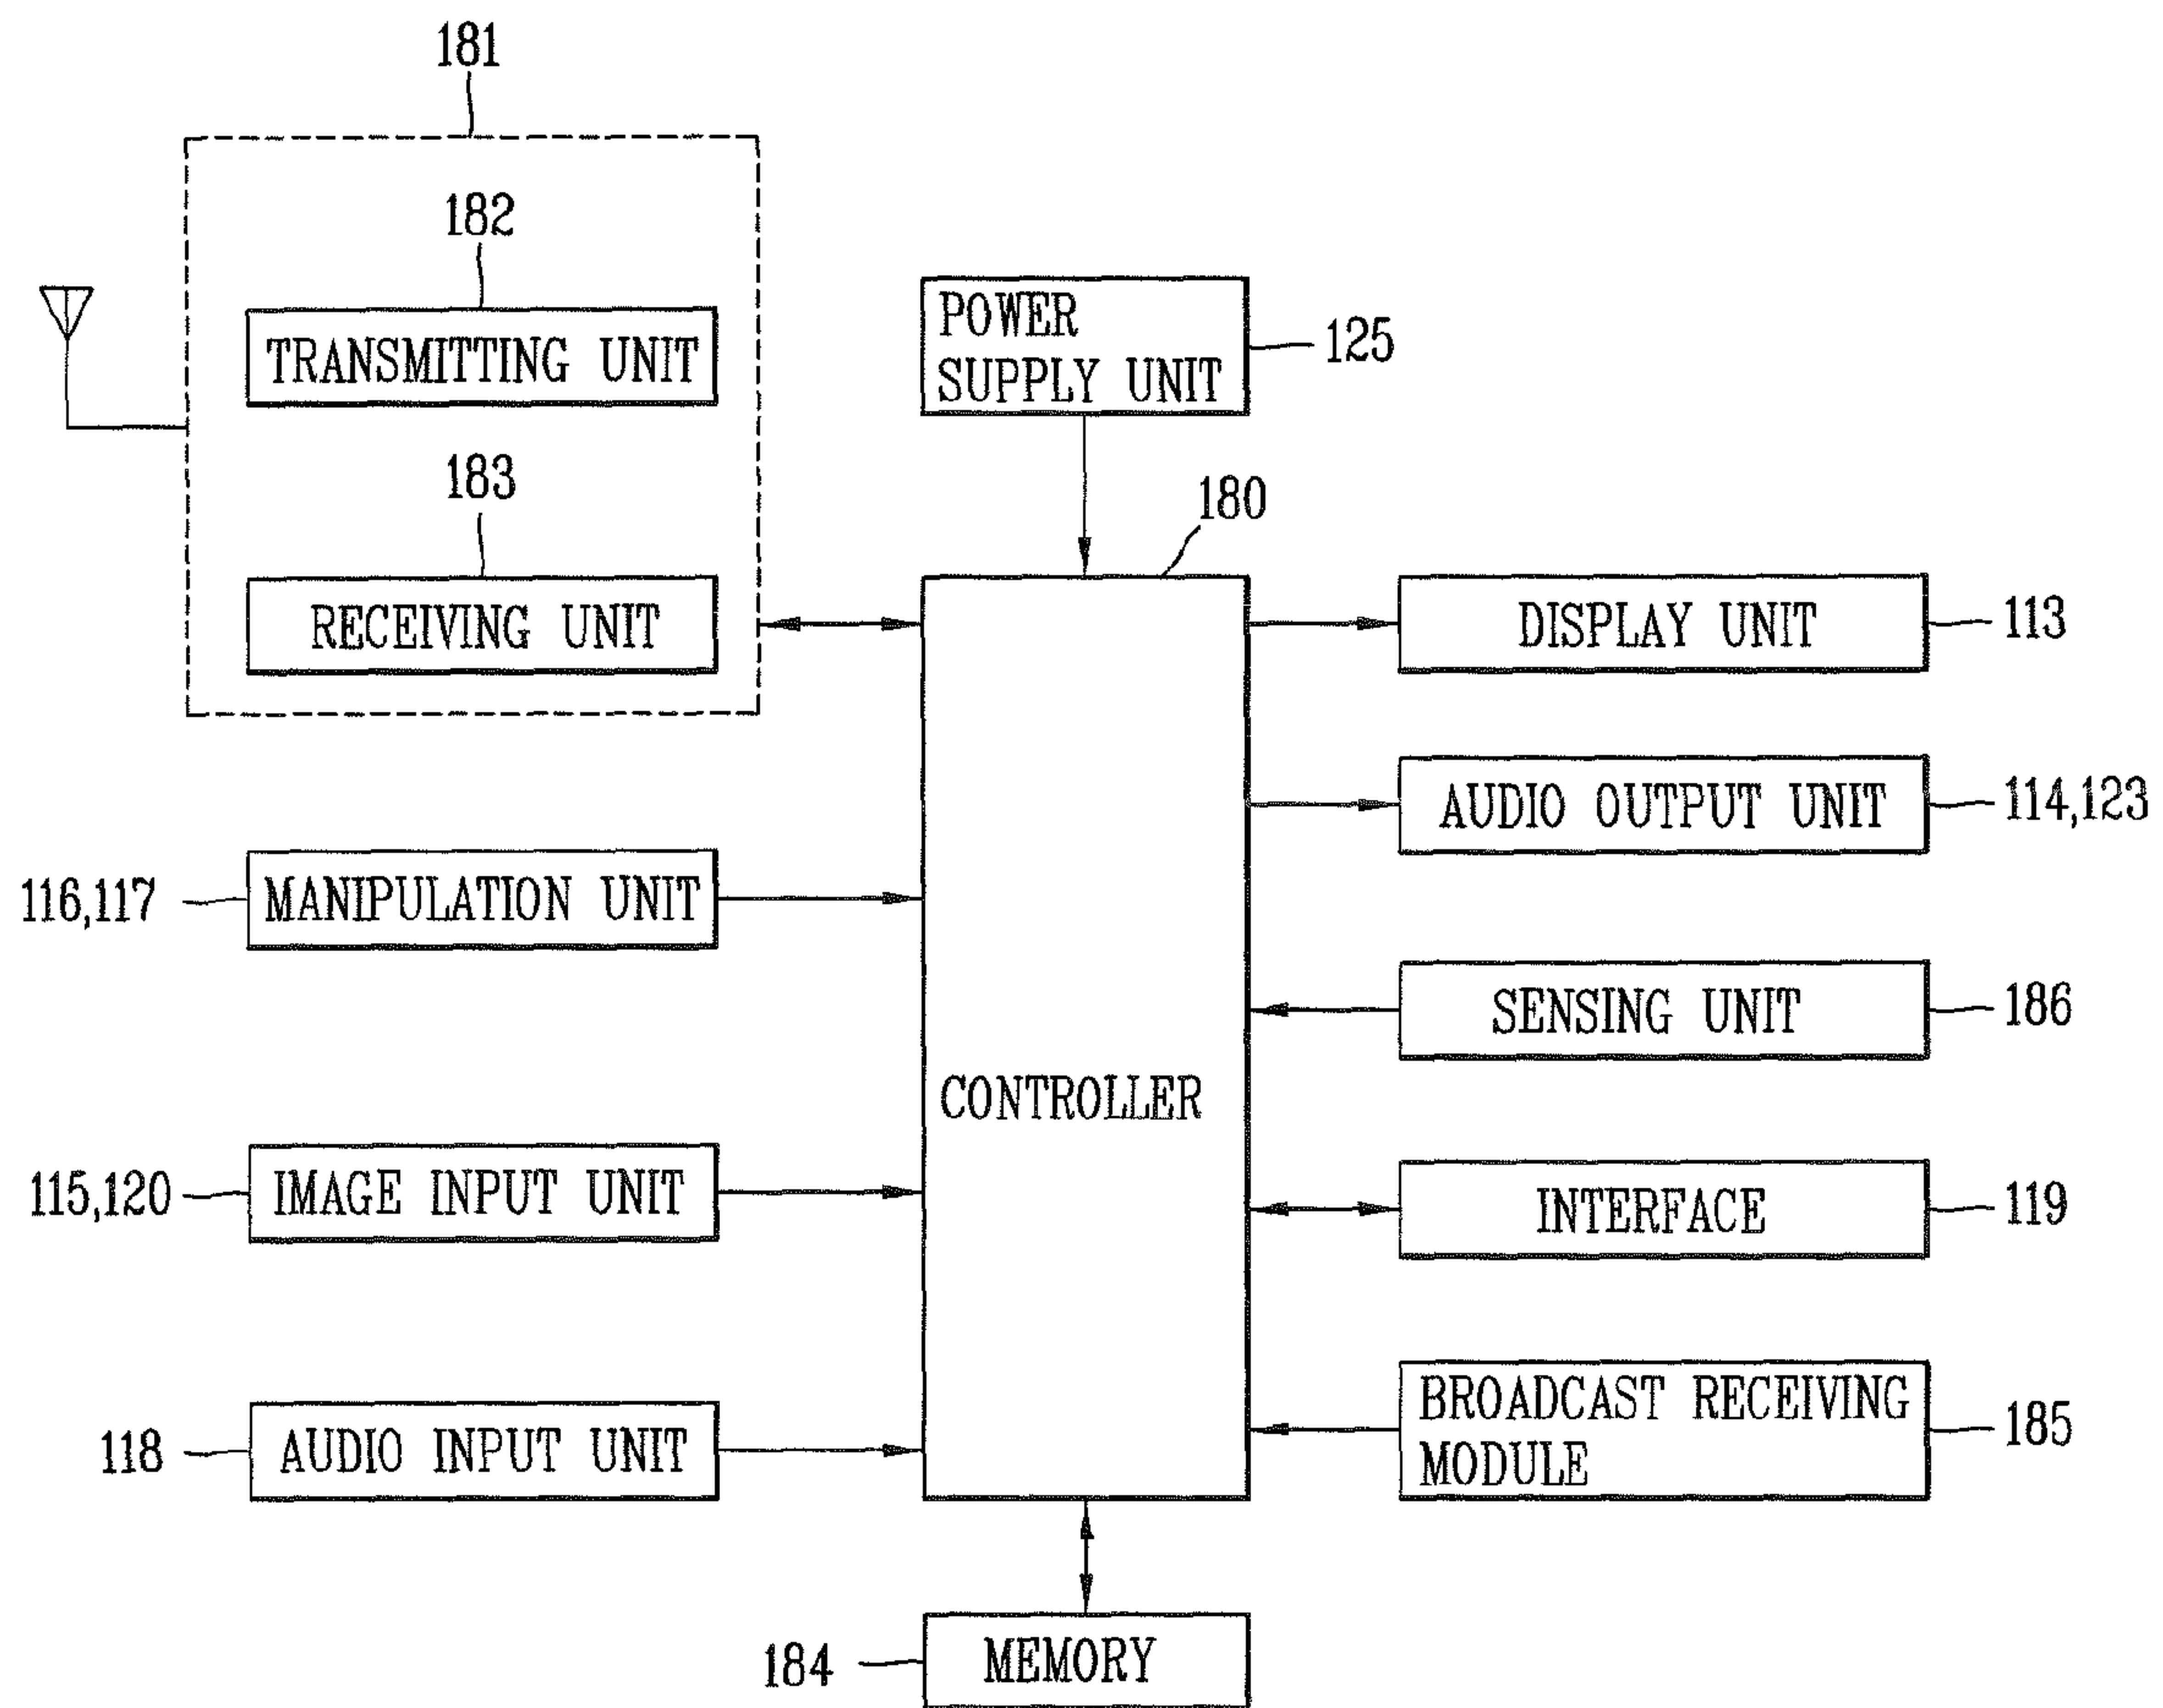 181
182
TRANSMITTING UNIT
183
RECEIVING UNIT
POWER
SUPPLY UNIT
125
180
CONTROLLER
DISPLAY UNIT
113
AUDIO OUTPUT UNIT
114,123
116,117
MANIPULATION UNIT
SENSING UNIT
186
115,120
IMAGE INPUT UNIT
INTERFACE
119
118
AUDIO INPUT UNIT
BROADCAST RECEIVING
MODULE
185
184
MEMORY